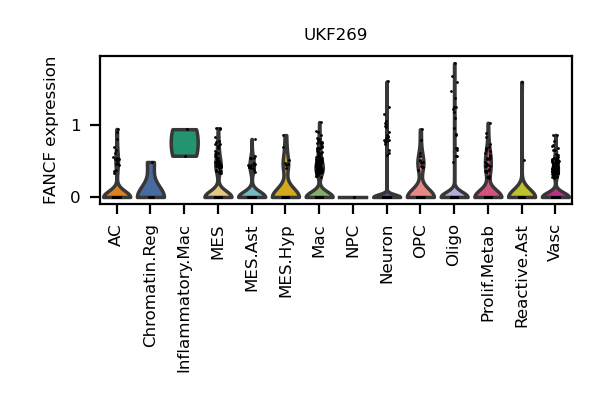 UKF269
FANCF expression
1
0
AC
Chromatin.Reg
Inflammatory.Mac
MES
MES.Ast
MES.Hyp
Mac
NPC
Neuron
OPC
Oligo
Prolif.Metab
Reactive.Ast
Vasc